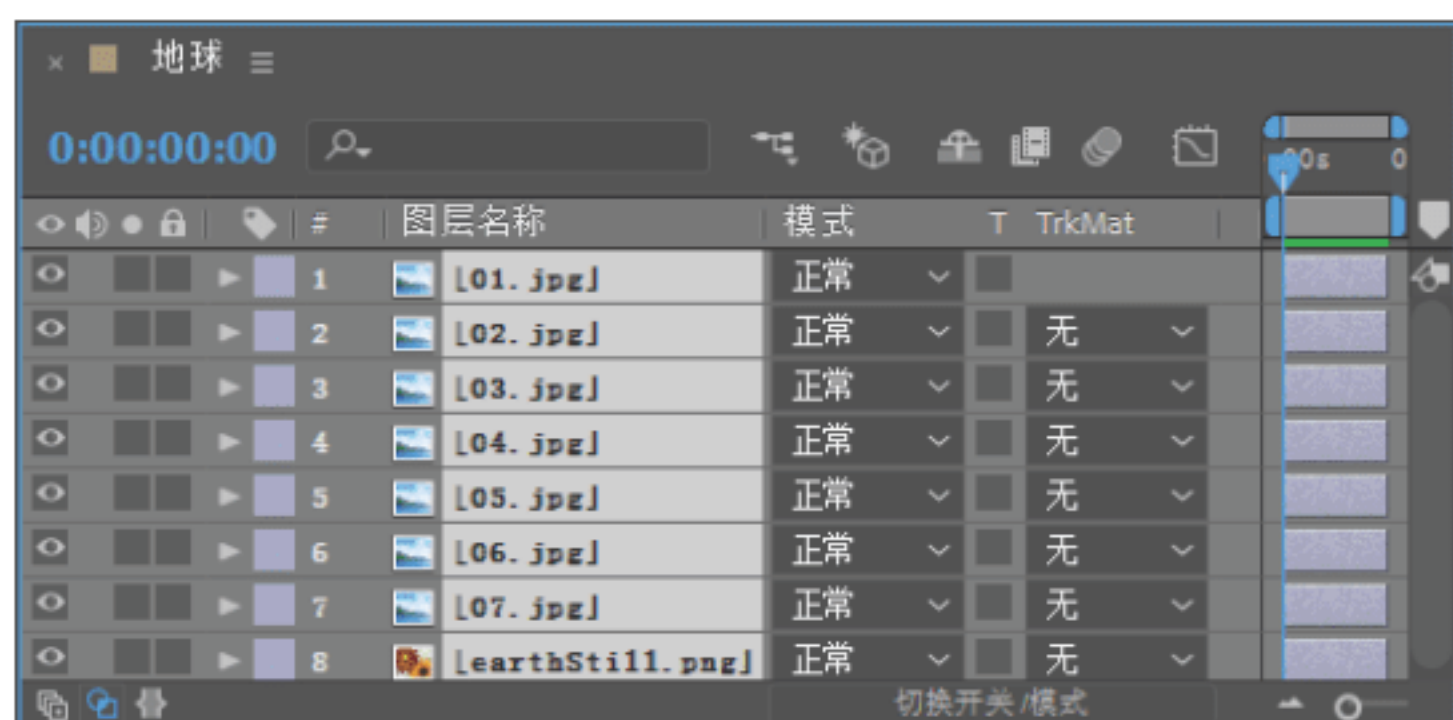 × 地球 ≡
0:00:00:00
:00s 0
# 图层名称 模式 T TrkMat
1 [01.jpg] 正常
2 [02.jpg] 正常 无
3 [03.jpg] 正常 无
4 [04.jpg] 正常 无
5 [05.jpg] 正常 无
6 [06.jpg] 正常 无
7 [07.jpg] 正常 无
8 [earthStill.png] 正常 无
切换开关/模式